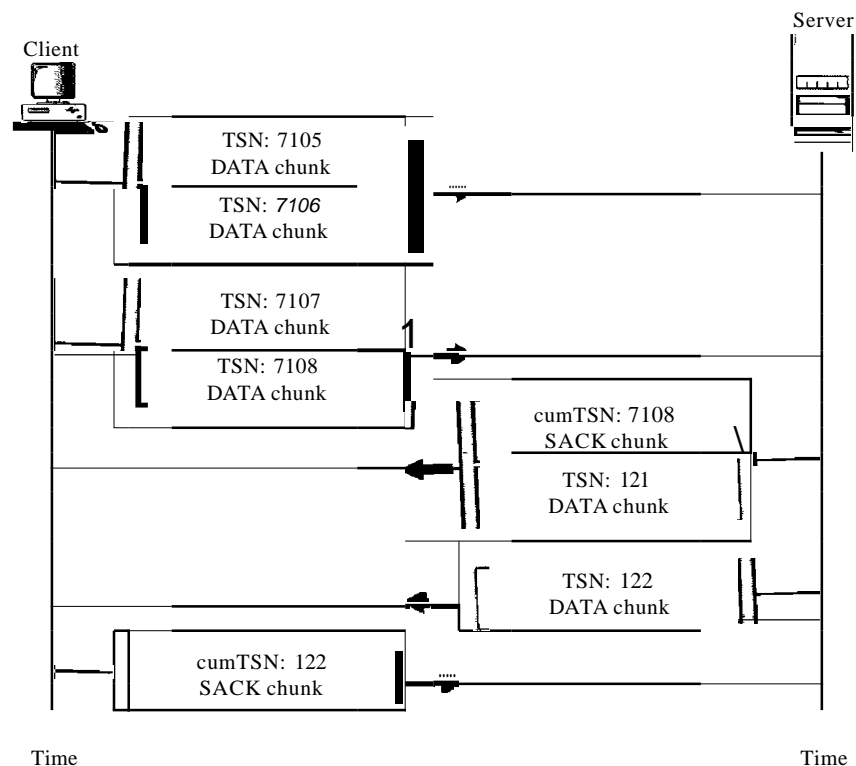 Server
Client
TSN: 7105
DATA chunk
TSN: 7106
DATA chunk
TSN: 7107
DATA chunk
1
TSN: 7108
DATA chunk
cumTSN: 7108
SACK chunk
TSN: 121
DATA chunk
TSN: 122
DATA chunk
cumTSN: 122
SACK chunk
Time
Time